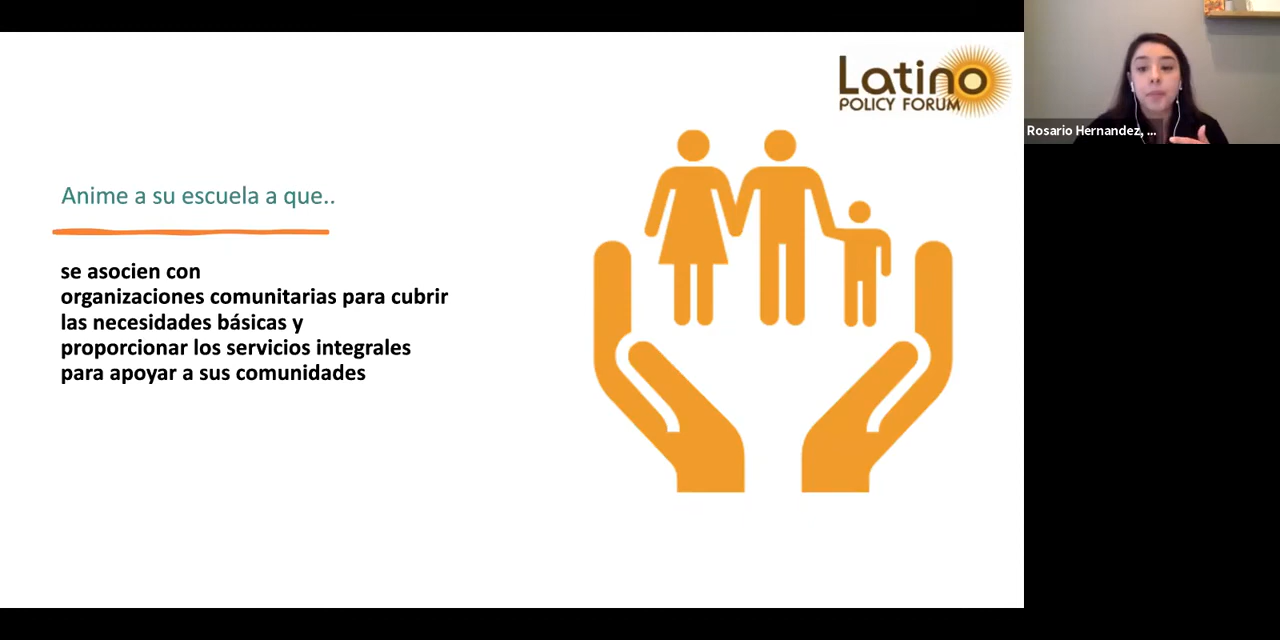 Latino
POLICY FORUM
Rosario Hernandez, ...
Anime a su escuela a que..
se asocien con
organizaciones comunitarias para cubrir
las necesidades básicas y
proporcionar los servicios integrales
para apoyar a sus comunidades